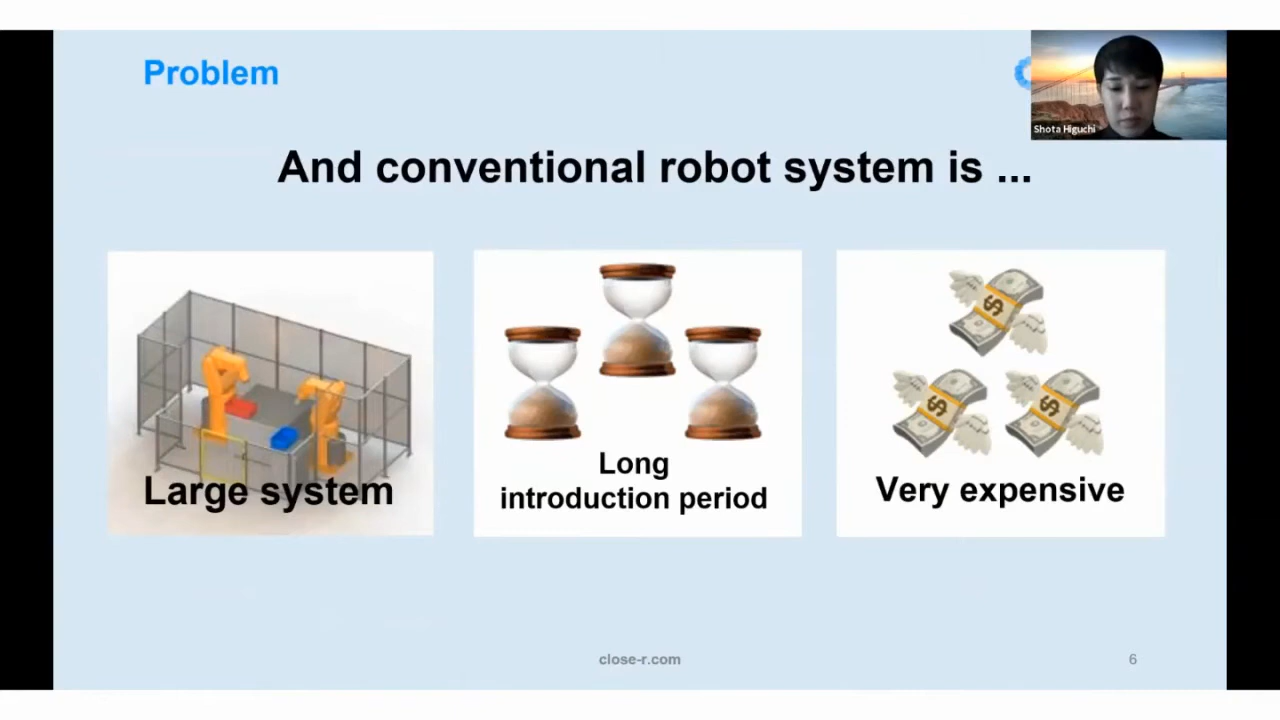 Problem
Shota Higuchi
And conventional robot system is ...
Large system
Long
introduction period
Very expensive
close-r.com
6